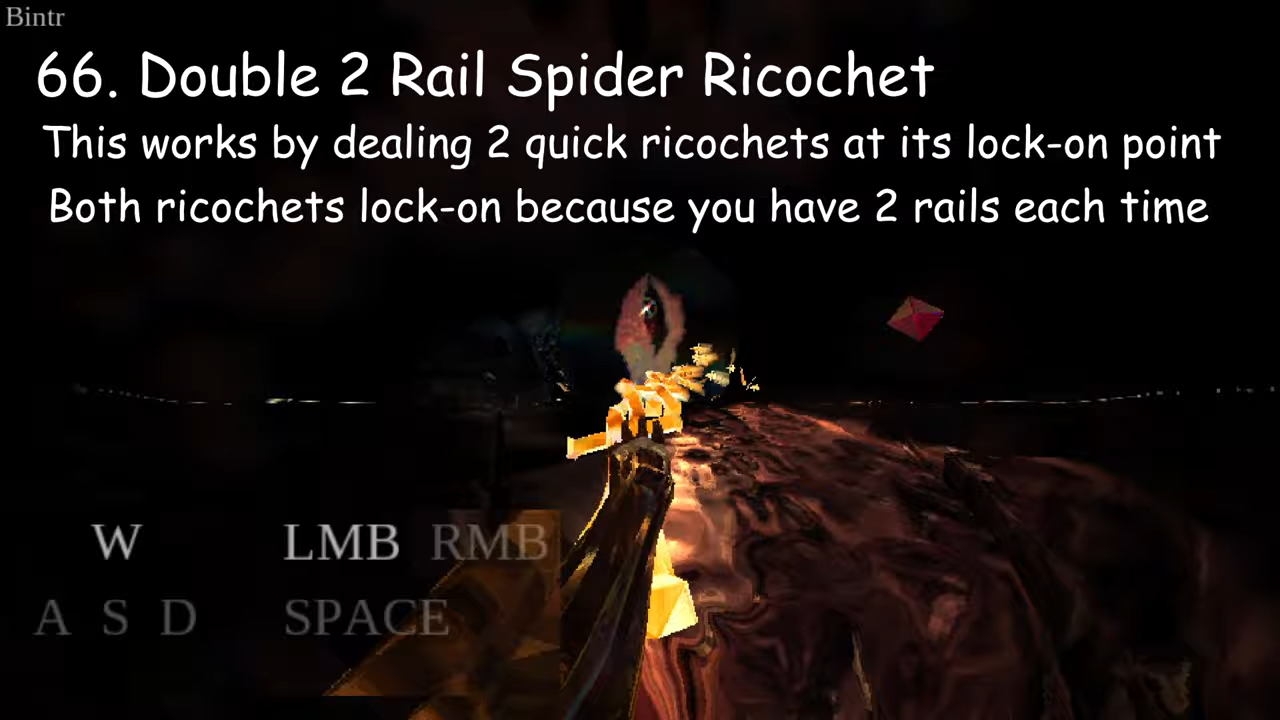 Bintr
66. Double 2 Rail Spider Ricochet
This works by dealing 2 quick ricochets at its lock-on point
Both ricochets lock-on because you have 2 rails each time
W LMB RMB
A S D SPACE